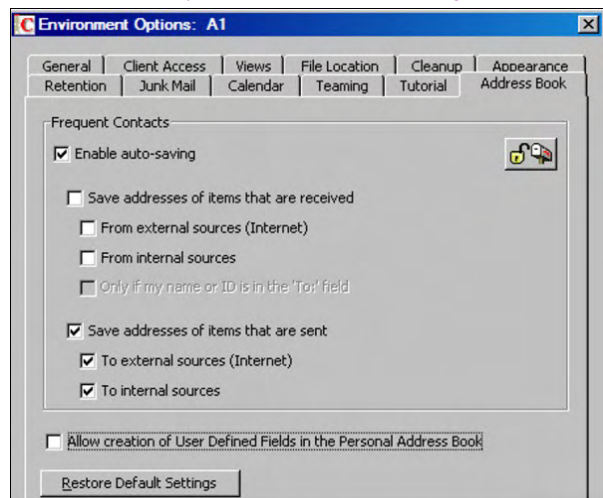 Environment Options: A1
General Client Access Views File Location Cleanup Appearance
Retention Junk Mail Calendar Teaming Tutorial Address Book
Frequent Contacts
Enable auto-saving
Save addresses of items that are received
From external sources (Internet)
From internal sources
Only if my name or ID is in the 'To:' field
Save addresses of items that are sent
To external sources (Internet)
To internal sources
Allow creation of User Defined Fields in the Personal Address Book
Restore Default Settings